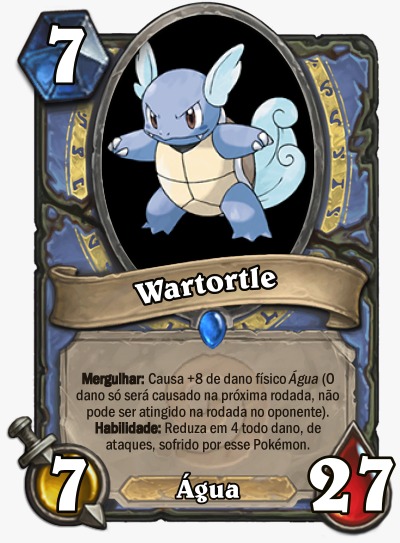 7
Wartortle
Mergulhar: Causa +8 de dano físico Água (O
dano só será causado na próxima rodada, não
pode ser atingido na rodada no oponente).
Habilidade: Reduza em 4 todo dano, de
ataques, sofrido por esse Pokémon.
7
Água
27